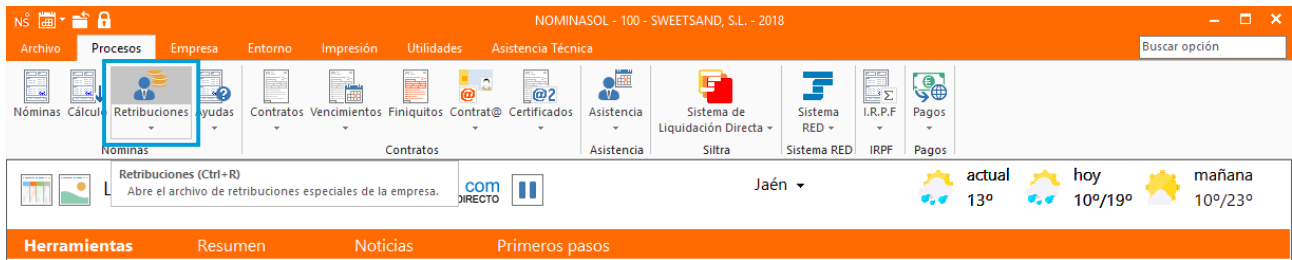 NS NOMINASOL - 100 - SWEETSAND, S.L. - 2018
Archivo Procesos Empresa Entorno Impresión Utilidades Asistencia Técnica Buscar opción
Nóminas Cálculo Retribuciones Ayudas Contratos Vencimientos Finiquitos Contrat@ Certificados Asistencia Sistema de Liquidación Directa Sistema RED I.R.P.F Pagos
Nóminas Contratos Asistencia Siltra Sistema RED IRPF Pagos
Retribuciones (Ctrl+R)
Abre el archivo de retribuciones especiales de la empresa.
L com
DIRECTO
Jaén
actual hoy mañana
13º 10º/19º 10º/23º
Herramientas Resumen Noticias Primeros pasos